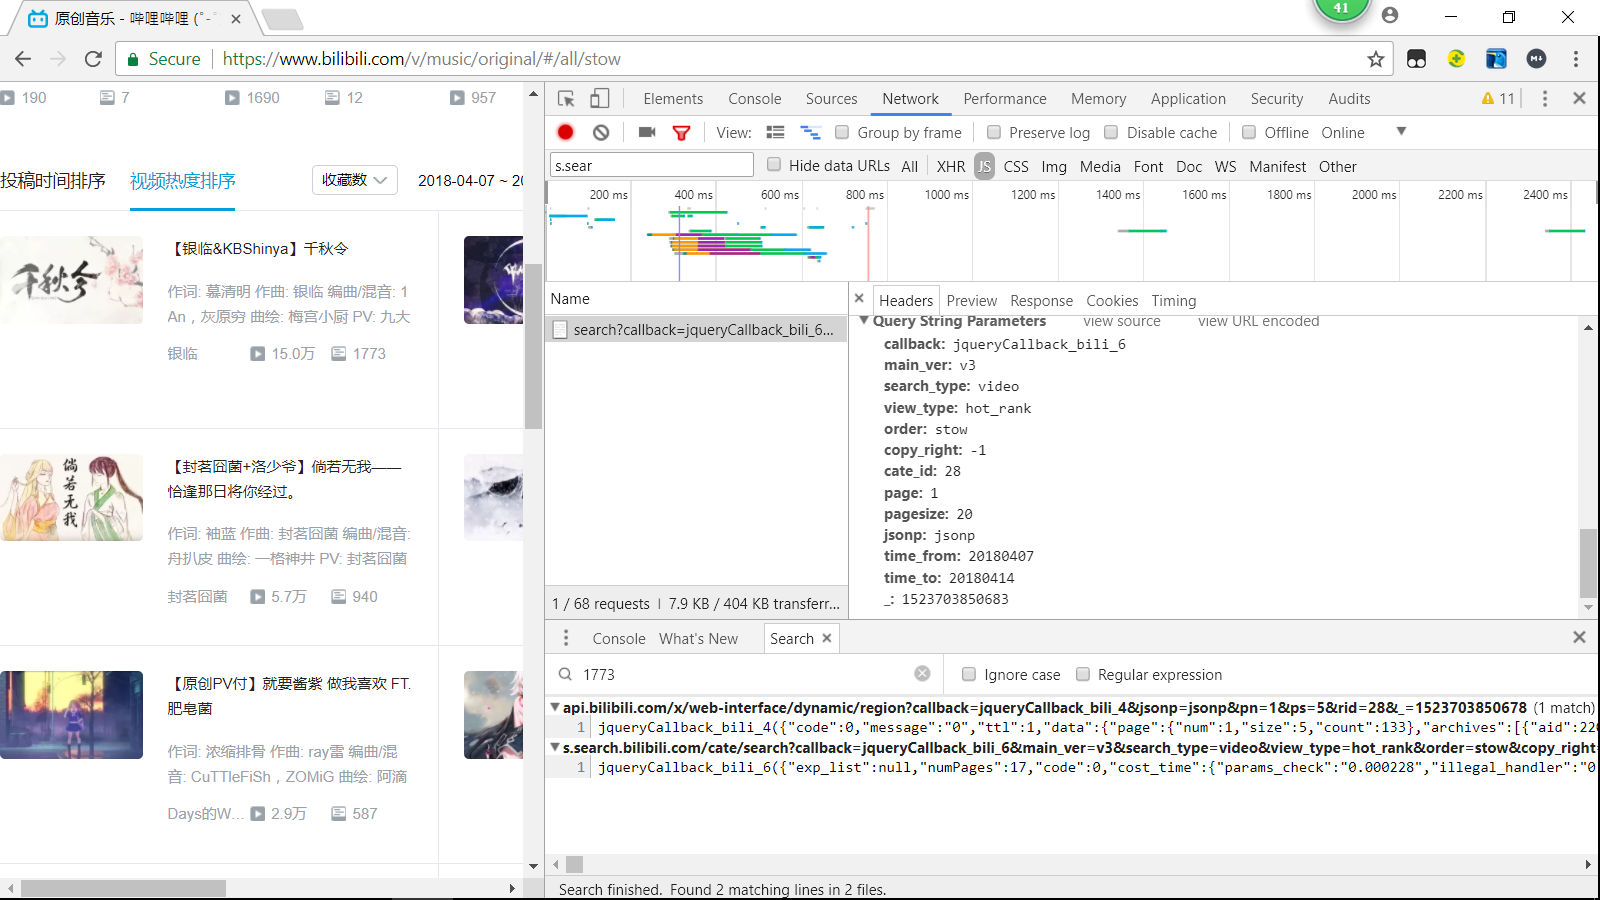 原创音乐 - 哔哩哔哩 (゜-゜
41
Secure
https://www.bilibili.com/v/music/original/#/all/stow
190 7 1690 12 957
投稿时间排序 视频热度排序 收藏数 2018-04-07 ~ 20
【银临&KBShinya】千秋令
作词: 慕清明 作曲: 银临 编曲/混音: 1
An，灰原穷 曲绘: 梅宫小厨 PV: 九大
银临 15.0万 1773
千秋令
【封茗囧菌+洛少爷】倘若无我——
恰逢那日将你经过。
作词: 袖蓝 作曲: 封茗囧菌 编曲/混音:
舟扒皮 曲绘: 一格神井 PV: 封茗囧菌
封茗囧菌 5.7万 940
倘若无我
【原创PV付】就要酱紫 做我喜欢 FT.
肥皂菌
作词: 浓缩排骨 作曲: ray雷 编曲/混
音: CuTTleFiSh，ZOMiG 曲绘: 阿滴
Days的W... 2.9万 587
Elements Console Sources Network Performance Memory Application Security Audits 11
View: Group by frame Preserve log Disable cache Offline Online
s.sear Hide data URLs All XHR JS CSS Img Media Font Doc WS Manifest Other
200 ms 400 ms 600 ms 800 ms 1000 ms 1200 ms 1400 ms 1600 ms 1800 ms 2000 ms 2200 ms 2400 ms
Name
search?callback=jqueryCallback_bili_6...
1 / 68 requests | 7.9 KB / 404 KB transferr...
Headers Preview Response Cookies Timing
Query String Parameters view source view URL encoded
callback: jqueryCallback_bili_6
main_ver: v3
search_type: video
view_type: hot_rank
order: stow
copy_right: -1
cate_id: 28
page: 1
pagesize: 20
jsonp: jsonp
time_from: 20180407
time_to: 20180414
_: 1523703850683
Console What's New Search
1773 Ignore case Regular expression
api.bilibili.com/x/web-interface/dynamic/region?callback=jqueryCallback_bili_4&jsonp=jsonp&pn=1&ps=5&rid=28&_=1523703850678 (1 match)
1 jqueryCallback_bili_4({"code":0,"message":"0","ttl":1,"data":{"page":{"num":1,"size":5,"count":133},"archives":[{"aid":220
s.search.bilibili.com/cate/search?callback=jqueryCallback_bili_6&main_ver=v3&search_type=video&view_type=hot_rank&order=stow&copy_right=
1 jqueryCallback_bili_6({"exp_list":null,"numPages":17,"code":0,"cost_time":{"params_check":"0.000228","illegal_handler":"0
Search finished. Found 2 matching lines in 2 files.